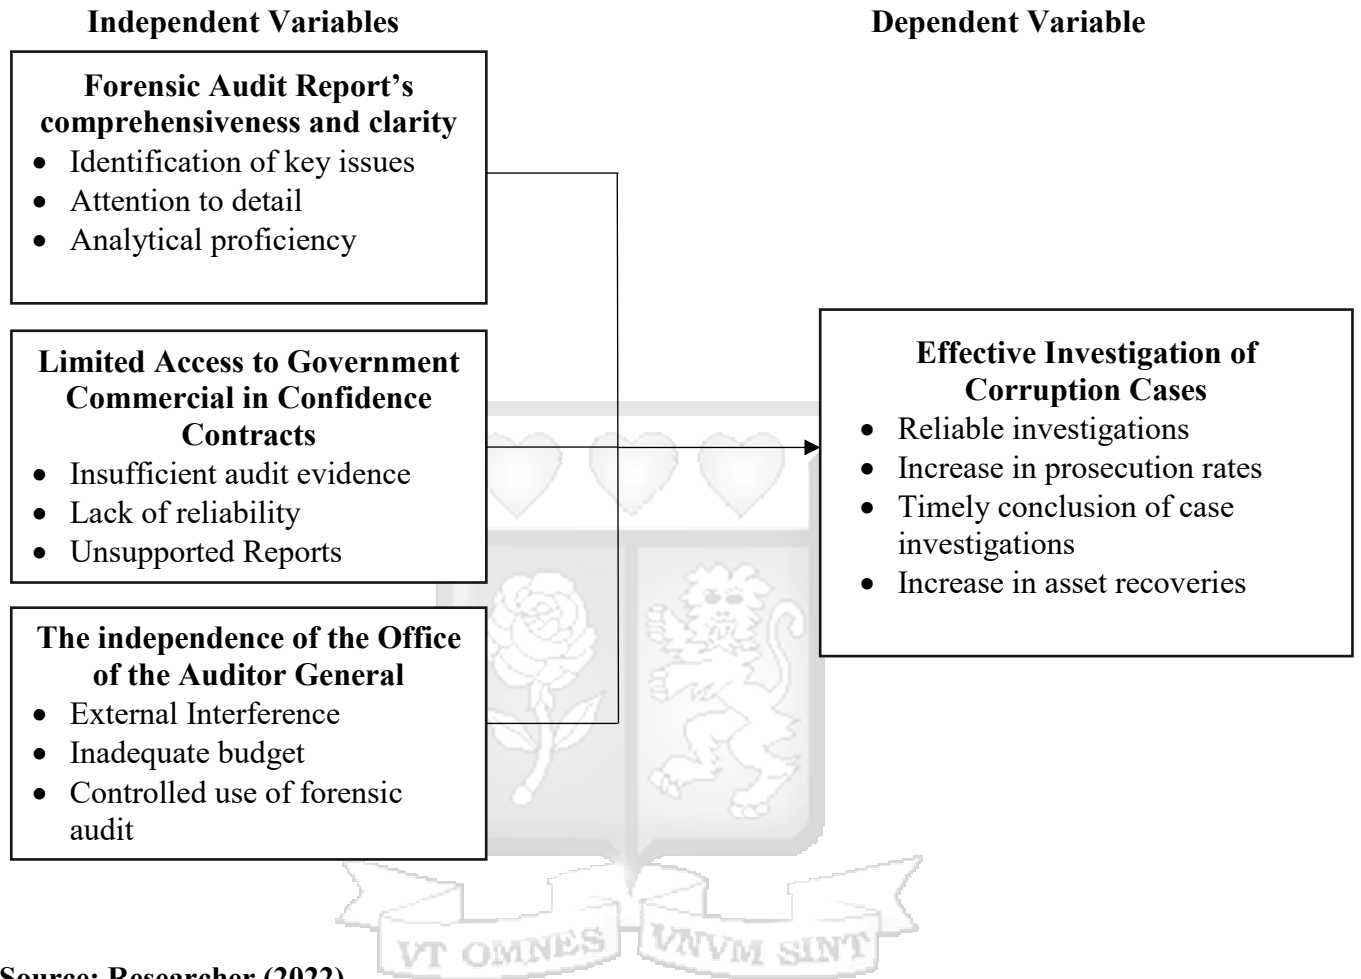 Independent Variables
Dependent Variable
Forensic Audit Report’s
comprehensiveness and clarity
• Identification of key issues
• Attention to detail
• Analytical proficiency
Limited Access to Government
Commercial in Confidence
Contracts
• Insufficient audit evidence
• Lack of reliability
• Unsupported Reports
The independence of the Office
of the Auditor General
• External Interference
• Inadequate budget
• Controlled use of forensic
audit
Effective Investigation of
Corruption Cases
• Reliable investigations
• Increase in prosecution rates
• Timely conclusion of case
investigations
• Increase in asset recoveries
VT OMNES VNVM SINT
Source: Researcher (2022)